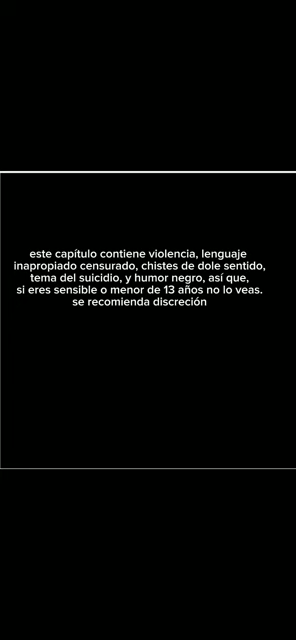 este capítulo contiene violencia, lenguaje
inapropiado censurado, chistes de dole sentido,
tema del suicidio, y humor negro, así que,
si eres sensible o menor de 13 años no lo veas.
se recomienda discreción